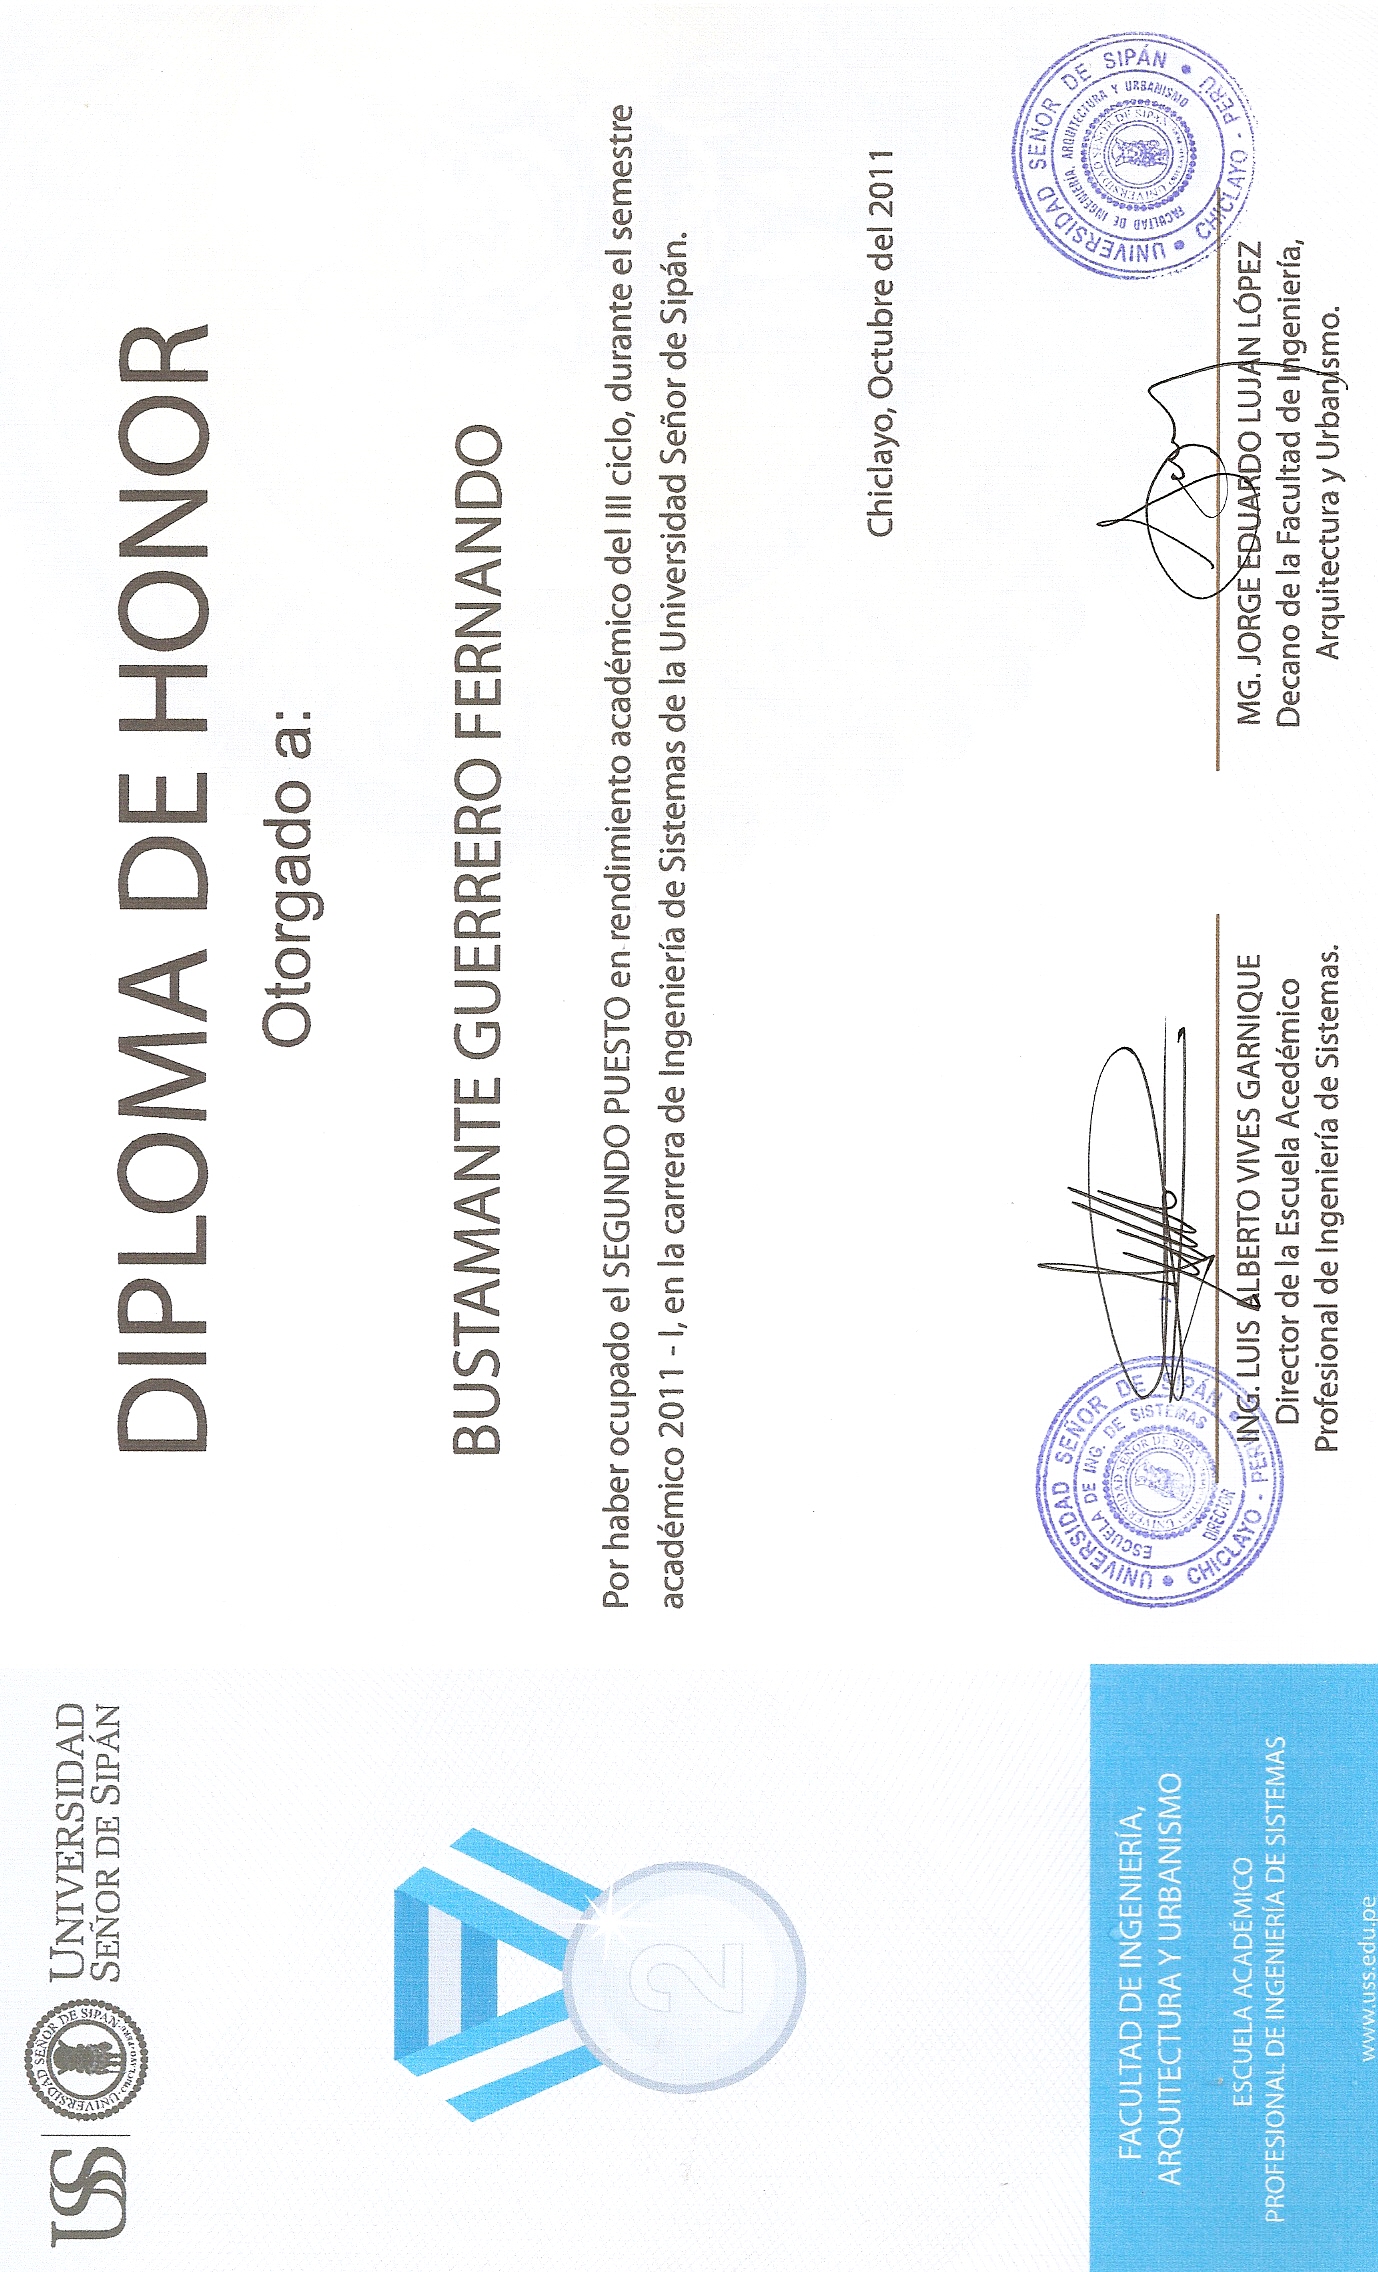 USS
UNIVERSIDAD SEÑOR DE SIPÁN
CHICLAYO-PERÚ
UNIVERSIDAD
SEÑOR DE SIPÁN
2
FACULTAD DE INGENIERÍA,
ARQUITECTURA Y URBANISMO
ESCUELA ACADÉMICO
PROFESIONAL DE INGENIERÍA DE SISTEMAS
www.uss.edu.pe
DIPLOMA DE HONOR
Otorgado a:
BUSTAMANTE GUERRERO FERNANDO
Por haber ocupado el SEGUNDO PUESTO en rendimiento académico del III ciclo, durante el semestre
académico 2011 - I, en la carrera de Ingeniería de Sistemas de la Universidad Señor de Sipán.
Chiclayo, Octubre del 2011
UNIVERSIDAD SEÑOR DE SIPÁN
ESCUELA DE ING. DE SISTEMAS
DIRECTOR
CHICLAYO - PERÚ
ING. LUIS ALBERTO VIVES GARNIQUE
Director de la Escuela Acedémico
Profesional de Ingeniería de Sistemas.
UNIVERSIDAD SEÑOR DE SIPÁN
FACULTAD DE INGENIERIA, ARQUITECTURA Y URBANISMO
CHICLAYO - PERÚ
MG. JORGE EDUARDO LUJAN LÓPEZ
Decano de la Facultad de Ingeniería,
Arquitectura y Urbanismo.